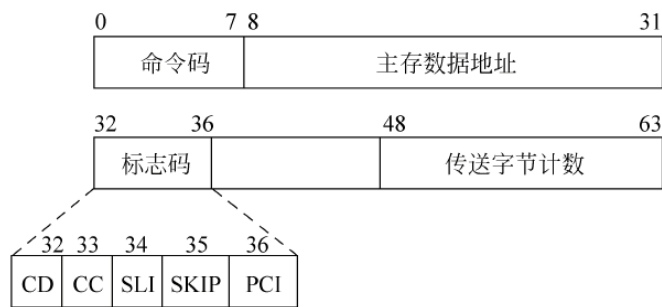 0 7 8 31
命令码 主存数据地址
32 36 48 63
标志码 传送字节计数
32 33 34 35 36
CD CC SLI SKIP PCI